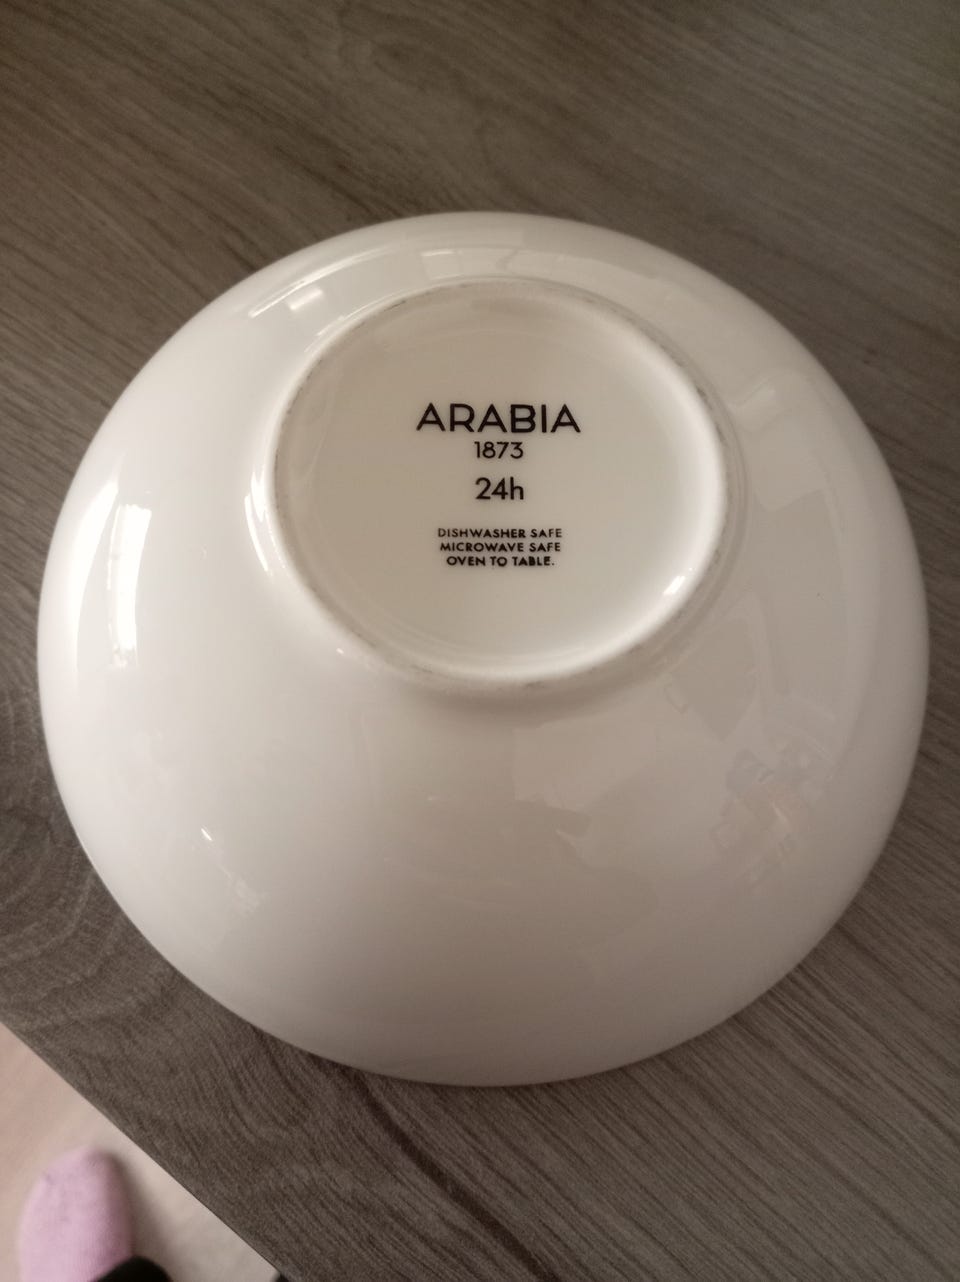 ARABIA
1873
24h
DISHWASHER SAFE
MICROWAVE SAFE
OVEN TO TABLE.